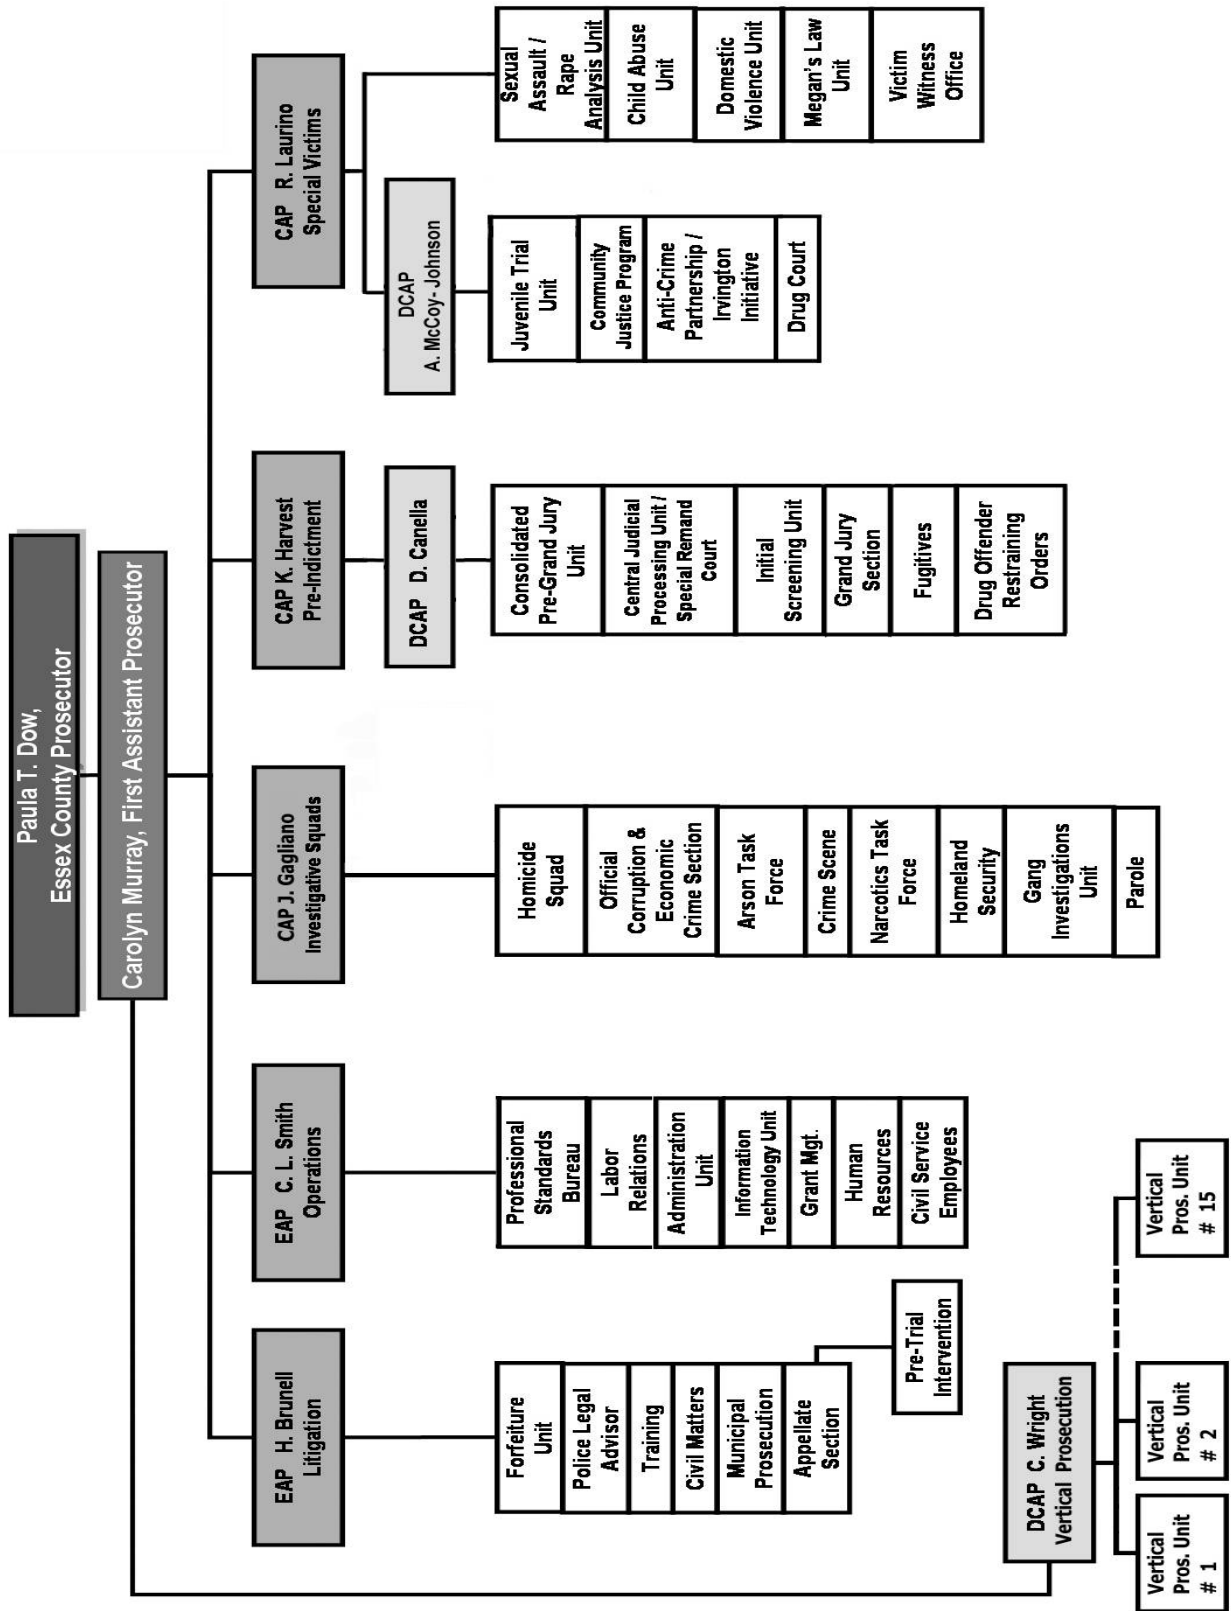 Paula T. Dow,
Essex County Prosecutor
Carolyn Murray, First Assistant Prosecutor
EAP H. Brunell
Litigation
EAP C. L. Smith
Operations
CAP J. Gagliano
Investigative Squads
CAP K. Harvest
Pre-Indictment
CAP R. Laurino
Special Victims
DCAP D. Canella
DCAP
A. McCoy- Johnson
Forfeiture
Unit
Police Legal
Advisor
Training
Civil Matters
Municipal
Prosecution
Appellate
Section
Pre-Trial
Intervention
Professional
Standards
Bureau
Labor
Relations
Administration
Unit
Information
Technology Unit
Grant Mgt.
Human
Resources
Civil Service
Employees
Homicide
Squad
Official
Corruption &
Economic
Crime Section
Arson Task
Force
Crime Scene
Narcotics Task
Force
Homeland
Security
Gang
Investigations
Unit
Parole
Consolidated
Pre-Grand Jury
Unit
Central Judicial
Processing Unit /
Special Remand
Court
Initial
Screening Unit
Grand Jury
Section
Fugitives
Drug Offender
Restraining
Orders
Juvenile Trial
Unit
Community
Justice Program
Anti-Crime
Partnership /
Irvington
Initiative
Drug Court
Sexual
Assault /
Rape
Analysis Unit
Child Abuse
Unit
Domestic
Violence Unit
Megan's Law
Unit
Victim
Witness
Office
DCAP C. Wright
Vertical Prosecution
Vertical
Pros. Unit
# 1
Vertical
Pros. Unit
# 2
Vertical
Pros. Unit
# 15